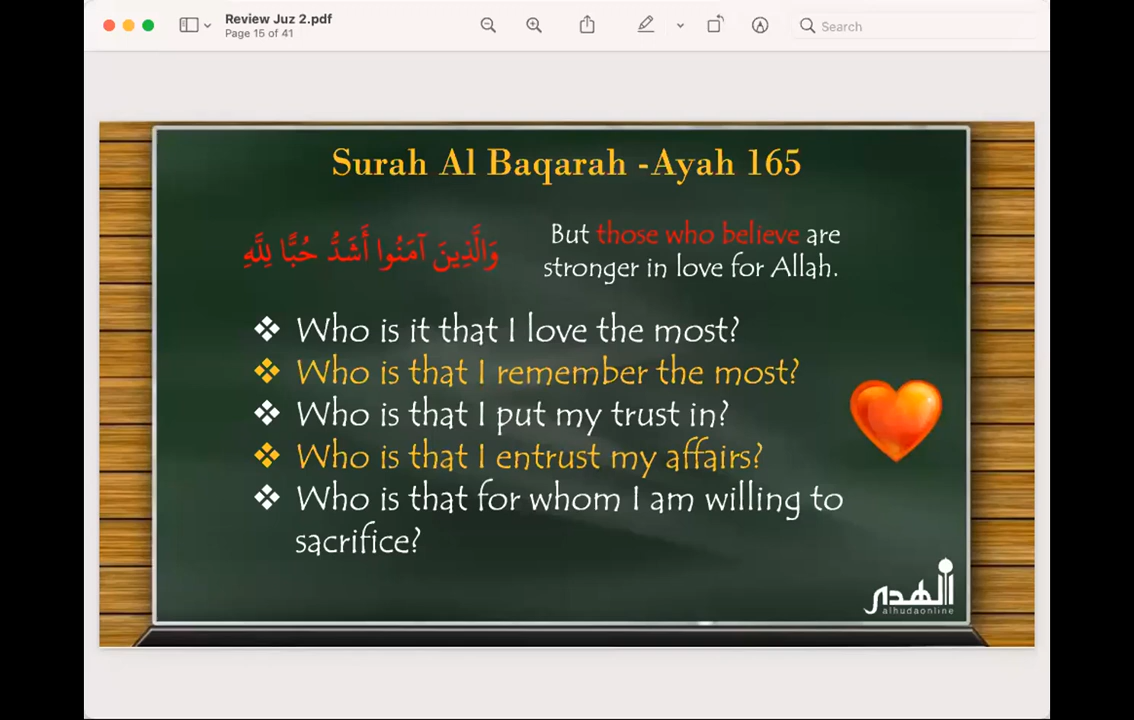 Review Juz 2.pdf
Page 15 of 41
Search
Surah Al Baqarah -Ayah 165
وَالَّذِينَ آمَنُوا أَشَدُّ حُبًّا لِلَّهِ
But those who believe are
stronger in love for Allah.
❖ Who is it that I love the most?
❖ Who is that I remember the most?
❖ Who is that I put my trust in?
❖ Who is that I entrust my affairs?
❖ Who is that for whom I am willing to
sacrifice?
الهدى
alhudaonline